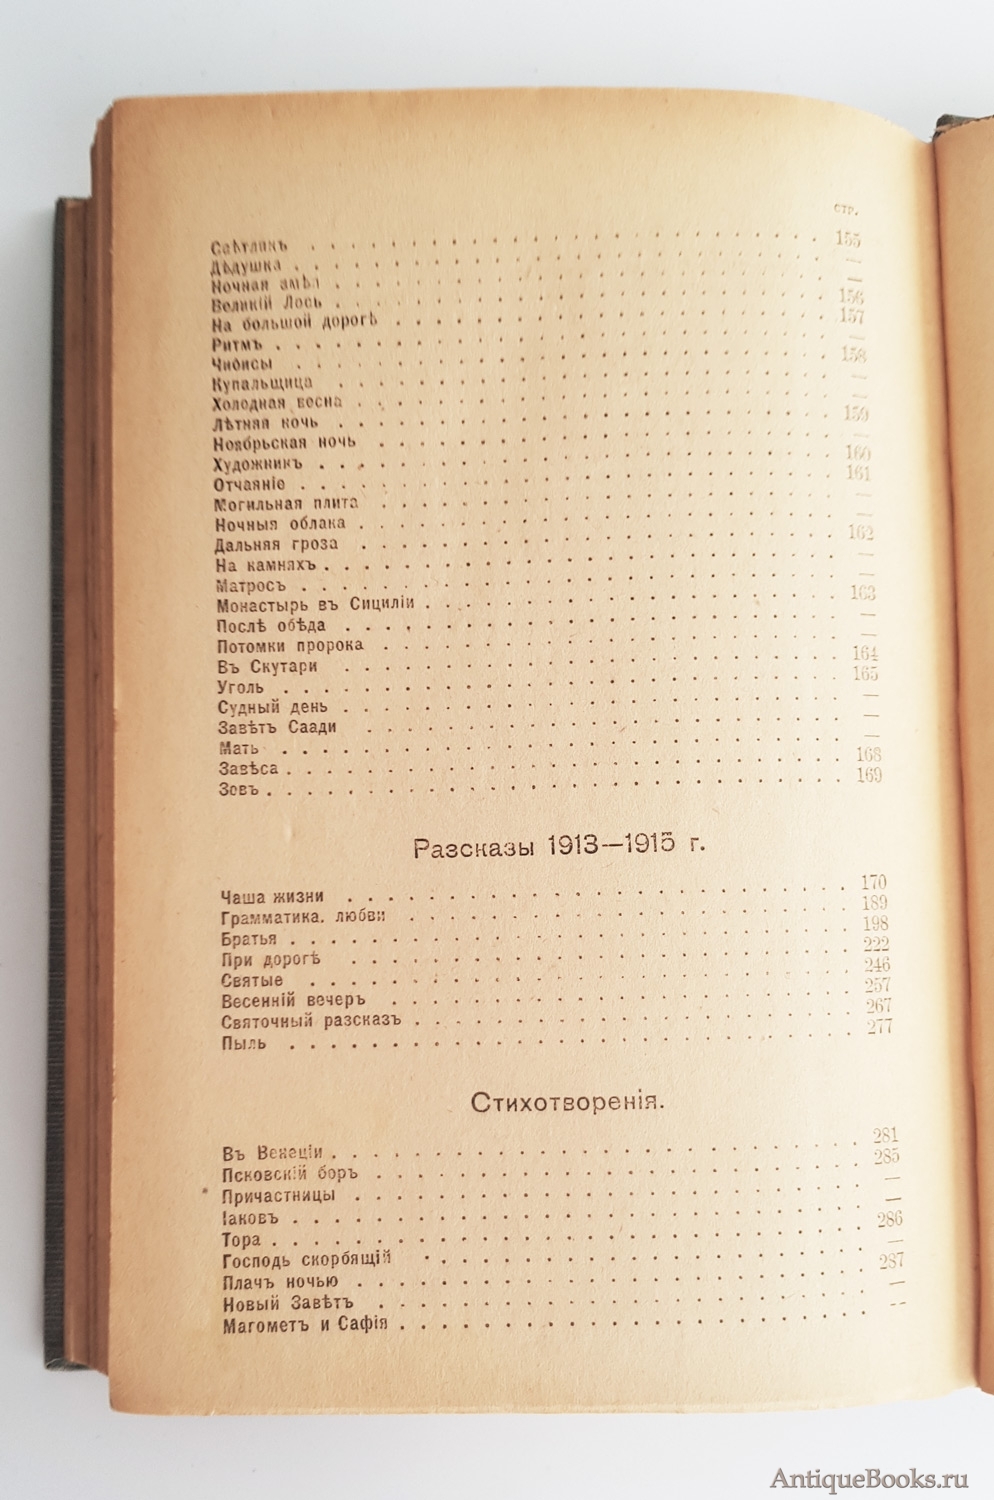 СТР.
Свѣтлякъ 155
Дѣдушка —
Ночная змѣя —
Великій Лось 156
На большой дорогѣ 157
Ритмъ —
Чибисы 158
Купальщица —
Холодная весна —
Лѣтняя ночь 159
Ноябрьская ночь —
Художникъ 160
Отчаяніе 161
Могильная плита —
Ночныя облака —
Дальняя гроза 162
На камняхъ —
Матросъ —
Монастырь въ Сициліи 163
Послѣ обѣда —
Потомки пророка —
Въ Скутари 164
Уголь 165
Судный день —
Завѣтъ Саади —
Мать —
Завѣса 168
Зовъ 169
Разсказы 1913—1915 г.
Чаша жизни 170
Грамматика. любви 189
Братья 198
При дорогѣ 222
Святые 246
Весенній вечеръ 257
Святочный разсказъ 267
Пыль 277
Стихотворенія.
Въ Венеціи 281
Псковскій боръ 285
Причастницы —
Іаковъ —
Тора 286
Господь скорбящій —
Плачъ ночью 287
Новый Завѣтъ —
Магометъ и Сафія —
AntiqueBooks.ru